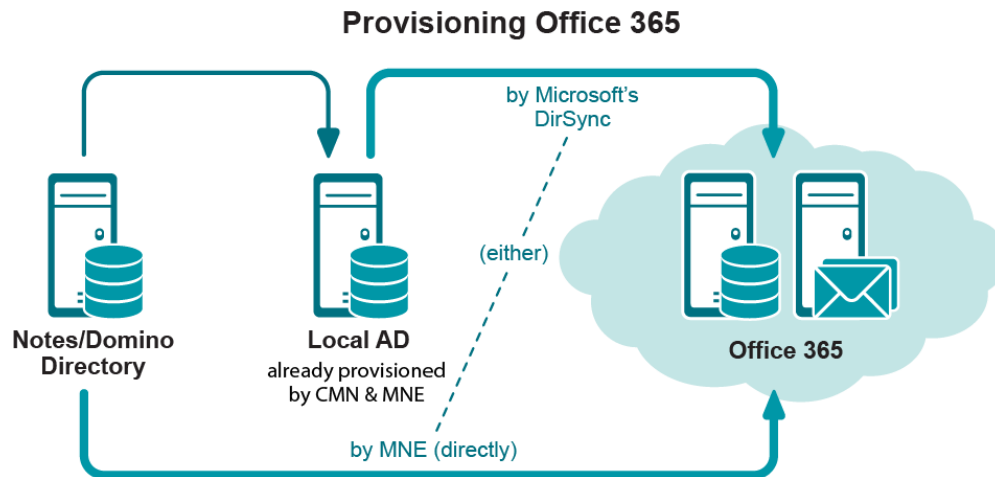 Provisioning Office 365
by Microsoft's
DirSync
(either)
Notes/Domino
Directory
Local AD
already provisioned
by CMN & MNE
Office 365
by MNE (directly)